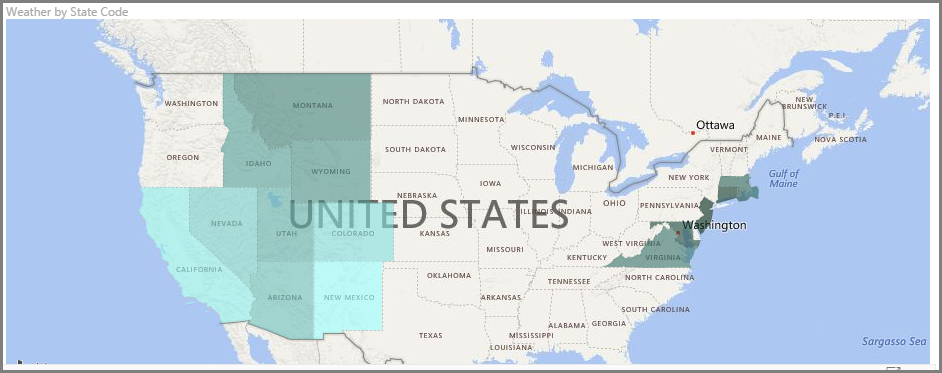 Weather by State Code
Ottawa
NEW
BRUNSWICK
P.E.I.
NOVA SCOTIA
MAINE
WASHINGTON
MONTANA
NORTH DAKOTA
MINNESOTA
VERMONT
OREGON
IDAHO
SOUTH DAKOTA
WISCONSIN
MICHIGAN
NEW YORK
Gulf of
Maine
WYOMING
IOWA
NEBRASKA
OHIO
PENNSYLVANIA
UNITED STATES
ILLINOIS
INDIANA
NEVADA
UTAH
COLORADO
KANSAS
Washington
MISSOURI
WEST VIRGINIA
KENTUCKY
VIRGINIA
CALIFORNIA
OKLAHOMA
TENNESSEE
NORTH CAROLINA
ARIZONA
NEW MEXICO
ARKANSAS
SOUTH CAROLINA
TEXAS
MISSISSIPPI
ALABAMA
GEORGIA
LOUISIANA
Sargasso Sea